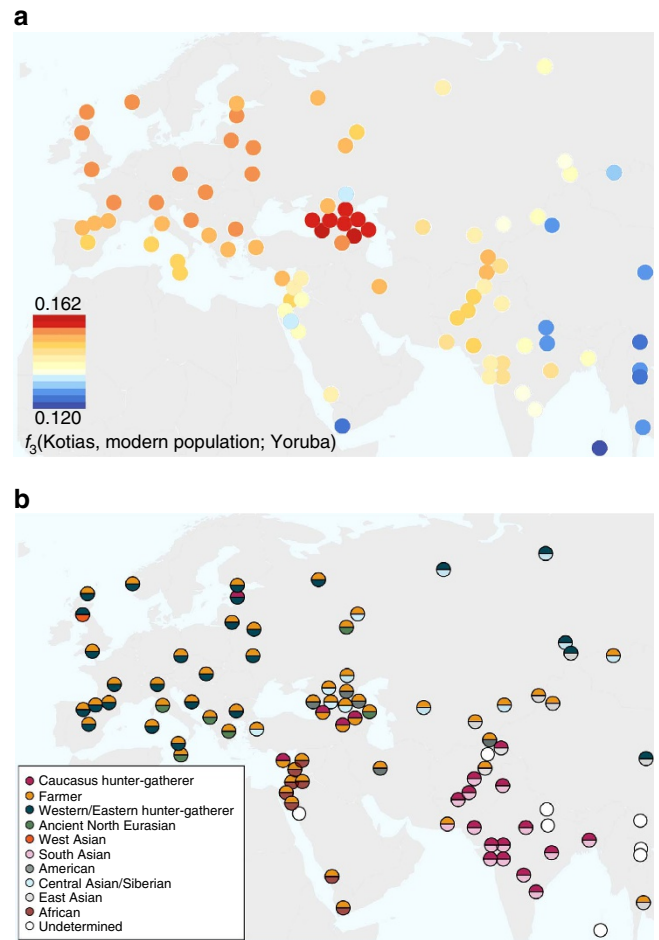 a
0.162
0.120
f3(Kotias, modern population; Yoruba)
b
Caucasus hunter-gatherer
Farmer
Western/Eastern hunter-gatherer
Ancient North Eurasian
West Asian
South Asian
American
Central Asian/Siberian
East Asian
African
Undetermined